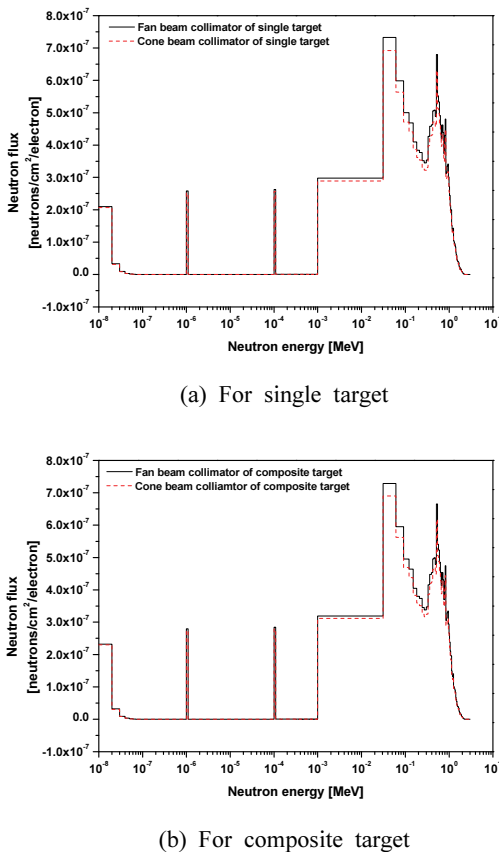 Fan beam collimator of single target
Cone beam collimator of single target
8.0x10⁻⁷
7.0x10⁻⁷
6.0x10⁻⁷
5.0x10⁻⁷
4.0x10⁻⁷
3.0x10⁻⁷
2.0x10⁻⁷
1.0x10⁻⁷
0.0
-1.0x10⁻⁷
Neutron flux
[neutrons/cm²/electron]
10⁻⁸ 10⁻⁷ 10⁻⁶ 10⁻⁵ 10⁻⁴ 10⁻³ 10⁻² 10⁻¹ 10⁰ 10¹
Neutron energy [MeV]
(a) For single target
Fan beam collimator of composite target
Cone beam colliamtor of composite target
8.0x10⁻⁷
7.0x10⁻⁷
6.0x10⁻⁷
5.0x10⁻⁷
4.0x10⁻⁷
3.0x10⁻⁷
2.0x10⁻⁷
1.0x10⁻⁷
0.0
-1.0x10⁻⁷
Neutron flux
[neutrons/cm²/electron]
10⁻⁸ 10⁻⁷ 10⁻⁶ 10⁻⁵ 10⁻⁴ 10⁻³ 10⁻² 10⁻¹ 10⁰ 10¹
Neutron energy [MeV]
(b) For composite target